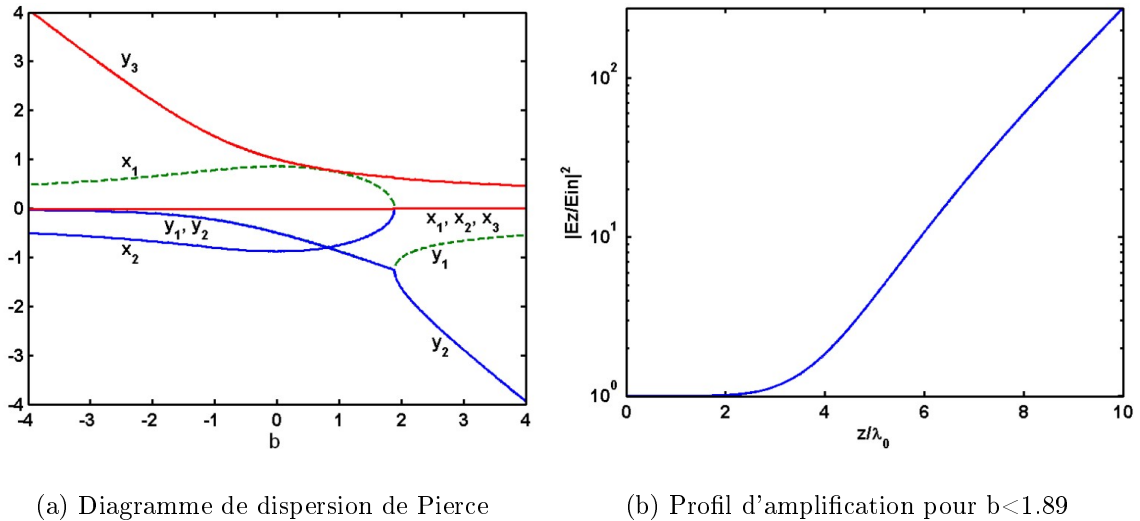 4
3
2
1
0
-1
-2
-3
-4
y3
x1
y1, y2
x2
x1, x2, x3
y1
y2
-4 -3 -2 -1 0 1 2 3 4
b
(a) Diagramme de dispersion de Pierce
|Ez/Ein|^2
10^2
10^1
10^0
0 2 4 6 8 10
z/λ0
(b) Profil d'amplification pour b<1.89